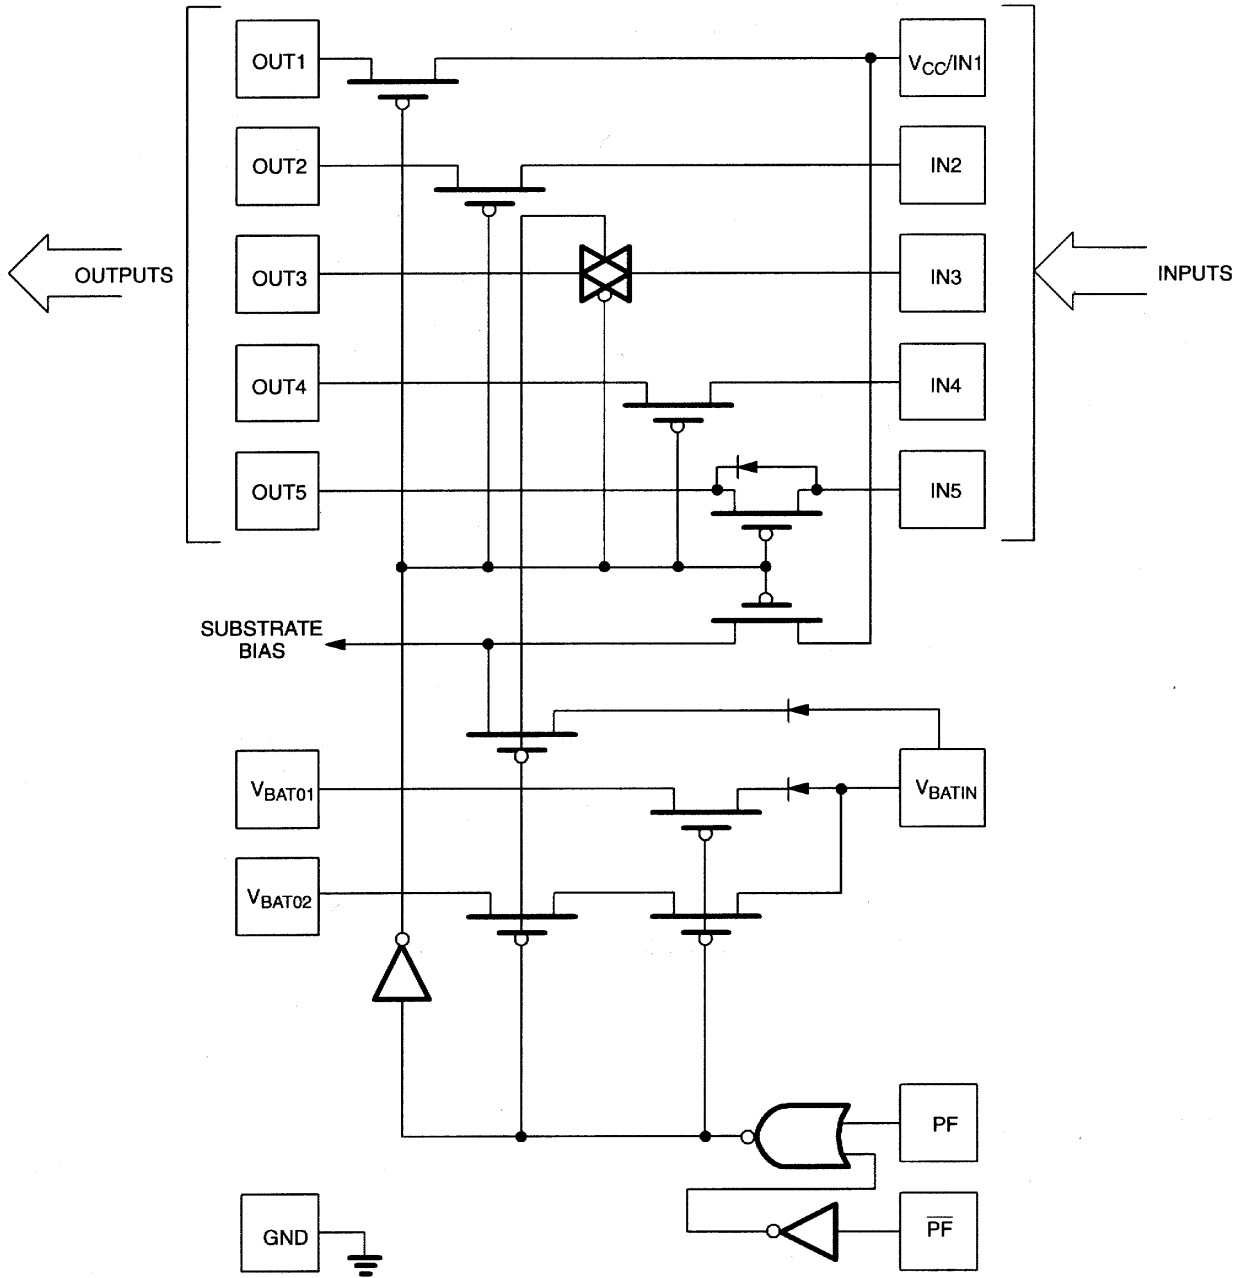 OUT1
VCC/IN1
OUT2
IN2
OUT3
IN3
OUTPUTS
INPUTS
OUT4
IN4
OUT5
IN5
SUBSTRATE
BIAS
VBAT01
VBATIN
VBAT02
PF
GND
P̅F̅